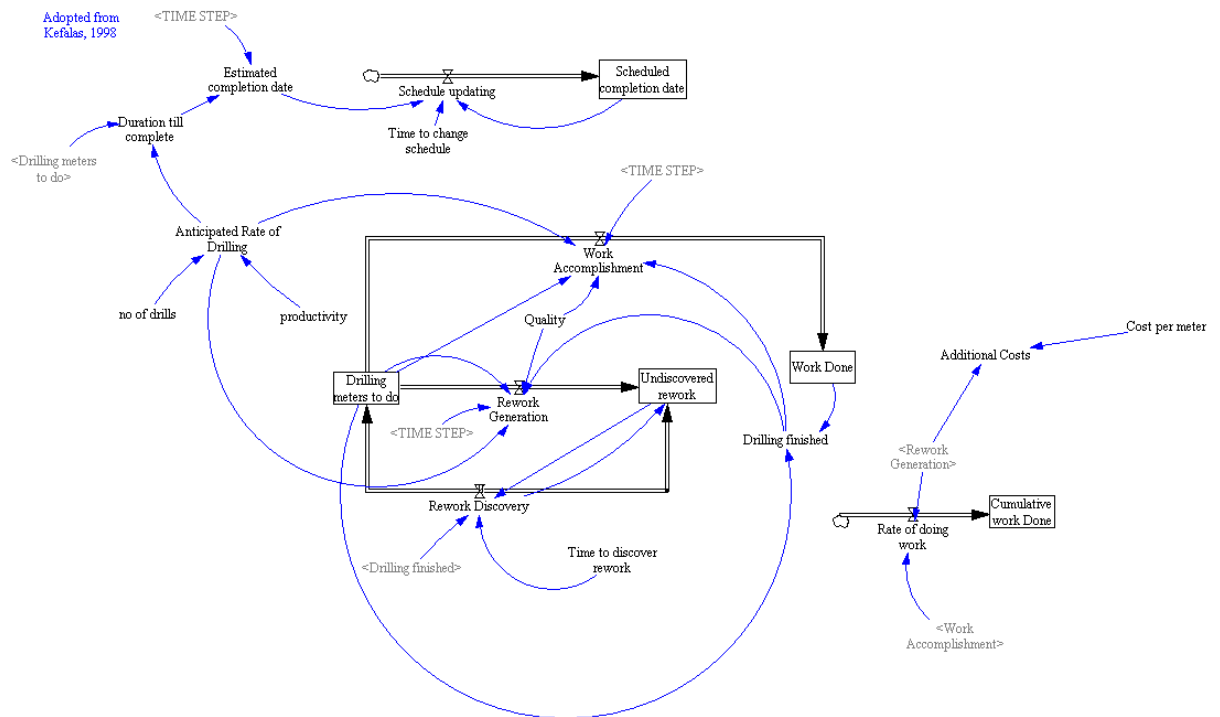 Adopted from
Kefalas, 1998
<TIME STEP>
Estimated
completion date
Schedule updating
Scheduled
completion date
Duration till
complete
Time to change
schedule
<Drilling meters
to do>
<TIME STEP>
Anticipated Rate of
Drilling
Work
Accomplishment
no of drills
productivity
Quality
Cost per meter
Additional Costs
Work Done
Drilling
meters to do
Undiscovered
rework
Rework
Generation
<TIME STEP>
Drilling finished
<Rework
Generation>
Rework Discovery
Cumulative
work Done
Rate of doing
work
Time to discover
rework
<Drilling finished>
<Work
Accomplishment>